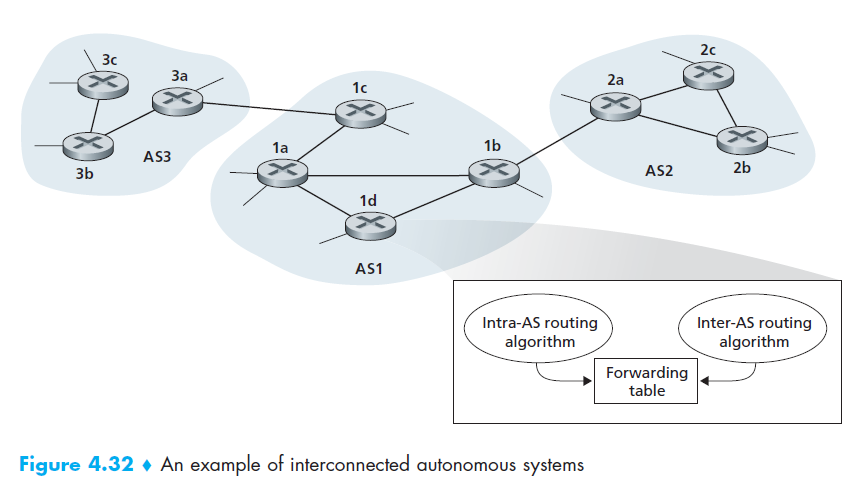 3c
3a
3b
AS3
1c
1a
1b
1d
AS1
2c
2a
2b
AS2
Intra-AS routing
algorithm
Inter-AS routing
algorithm
Forwarding
table
Figure 4.32 ♦ An example of interconnected autonomous systems